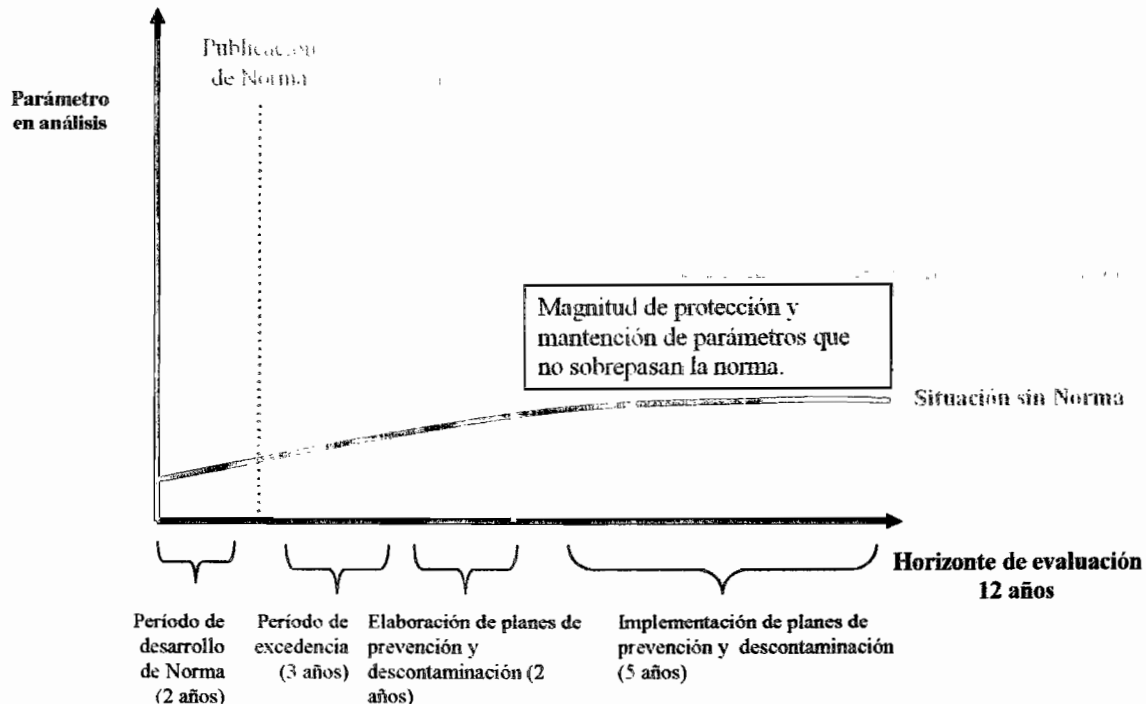 Publicación
de Norma
Parámetro
en análisis
Magnitud de protección y
mantención de parámetros que
no sobrepasan la norma.
Situación sin Norma
Horizonte de evaluación
12 años
Período de
desarrollo
de Norma
(2 años)
Período de
excedencia
(3 años)
Elaboración de planes de
prevención y
descontaminación (2
años)
Implementación de planes de
prevención y descontaminación
(5 años)